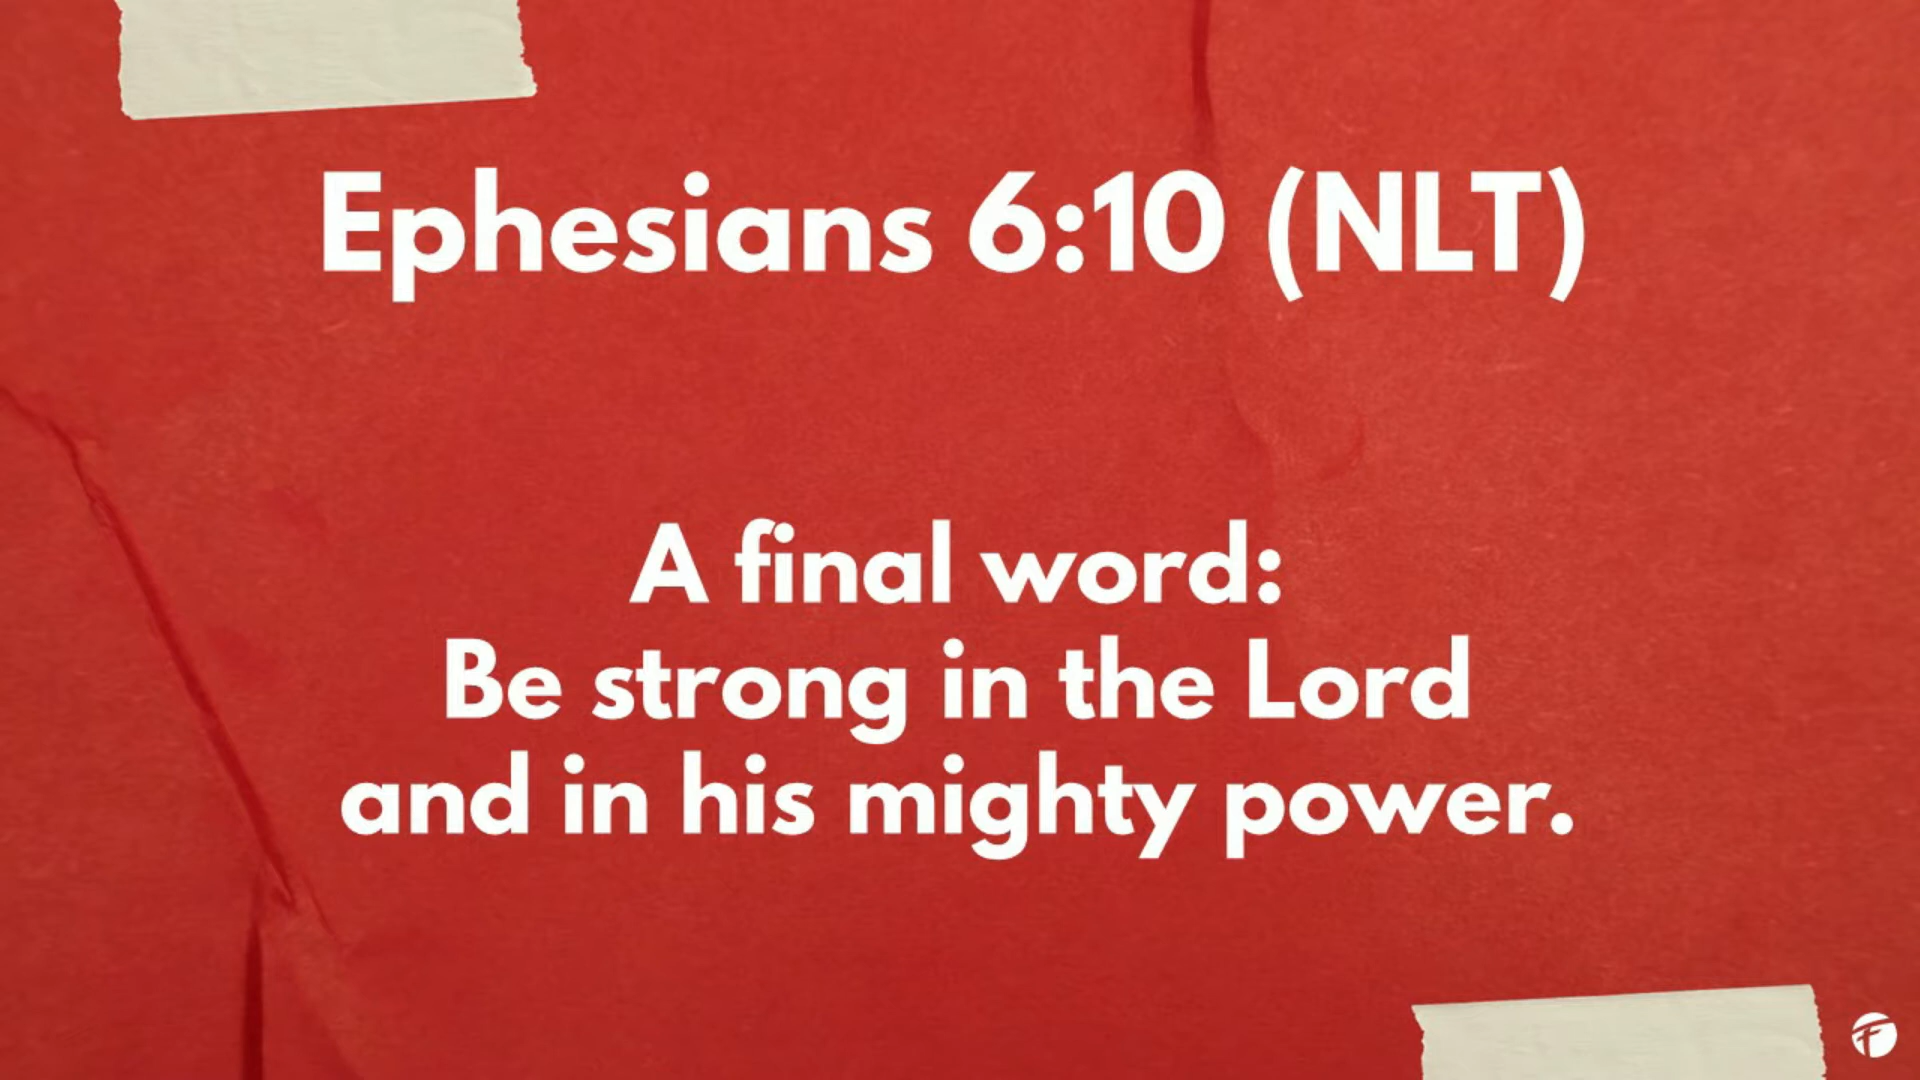 Ephesians 6:10 (NLT)
A final word:
Be strong in the Lord
and in his mighty power.